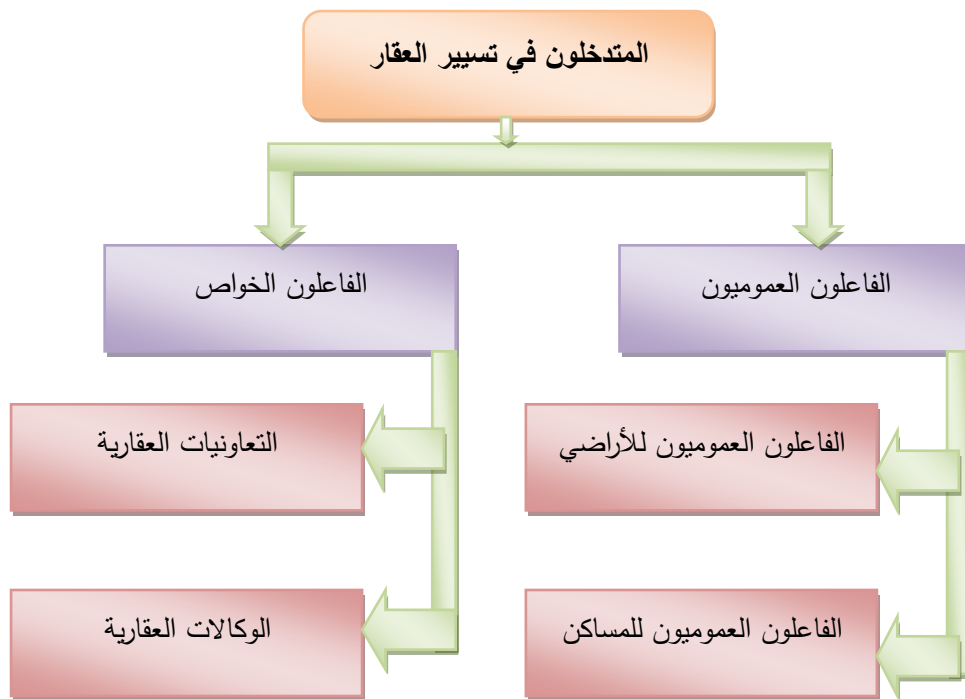 المتدخلون في تسيير العقار
الفاعلون العموميون
الفاعلون الخواص
الفاعلون العموميون للأراضي
التعاونيات العقارية
الفاعلون العموميون للمساكن
الوكالات العقارية